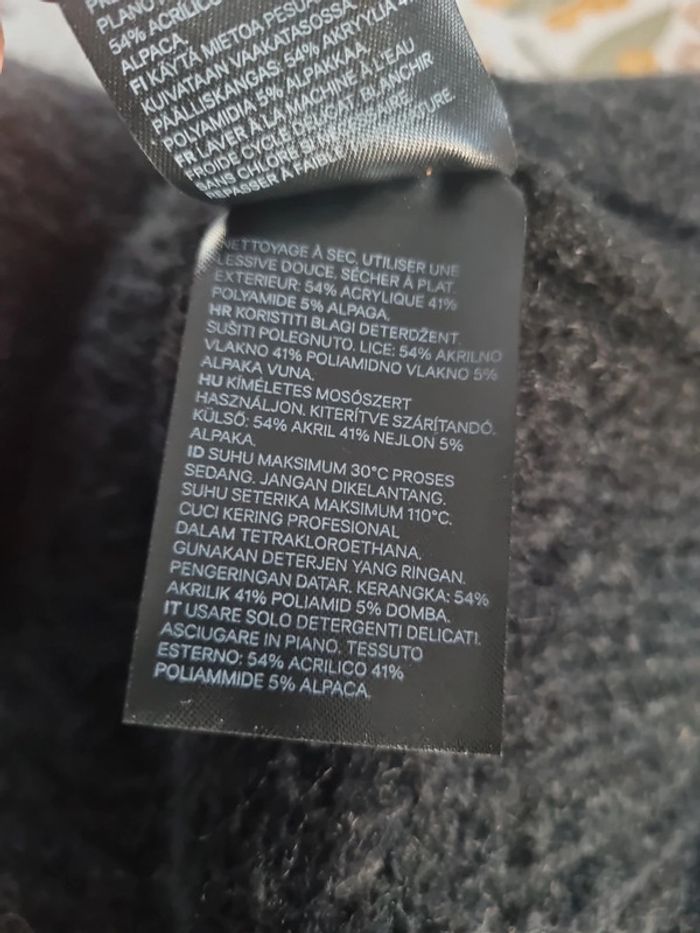 PLANO
54% ACRILICO
ALPACA.
FI KÄYTÄ MIETOA
KUIVATAAN VAAKATASOSSA
PÄÄLLISKANGAS: 54% AKRYYLIA
POLYAMIDIA 5% ALPAKKAA.
FR LAVER À LA MACHINE À L'EAU
FROIDE CYCLE DÉLICAT. BLANCHIR
SANS CHLORE SI
REPASSER À FAIBLE
NETTOYAGE À SEC. UTILISER UNE
LESSIVE DOUCE. SÉCHER À PLAT.
EXTERIEUR: 54% ACRYLIQUE 41%
POLYAMIDE 5% ALPAGA.
HR KORISTITI BLAGI DETERDŽENT.
SUŠITI POLEGNUTO. LICE: 54% AKRILNO
VLAKNO 41% POLIAMIDNO VLAKNO 5%
ALPAKA VUNA.
HU KÍMÉLETES MOSÓSZERT
HASZNÁLJON. KITERÍTVE SZÁRÍTANDÓ.
KÜLSŐ: 54% AKRIL 41% NEJLON 5%
ALPAKA.
ID SUHU MAKSIMUM 30°C PROSES
SEDANG. JANGAN DIKELANTANG.
SUHU SETERIKA MAKSIMUM 110°C.
CUCI KERING PROFESIONAL
DALAM TETRAKLOROETHANA.
GUNAKAN DETERJEN YANG RINGAN.
PENGERINGAN DATAR. KERANGKA: 54%
AKRILIK 41% POLIAMID 5% DOMBA.
IT USARE SOLO DETERGENTI DELICATI.
ASCIUGARE IN PIANO. TESSUTO
ESTERNO: 54% ACRILICO 41%
POLIAMMIDE 5% ALPACA.